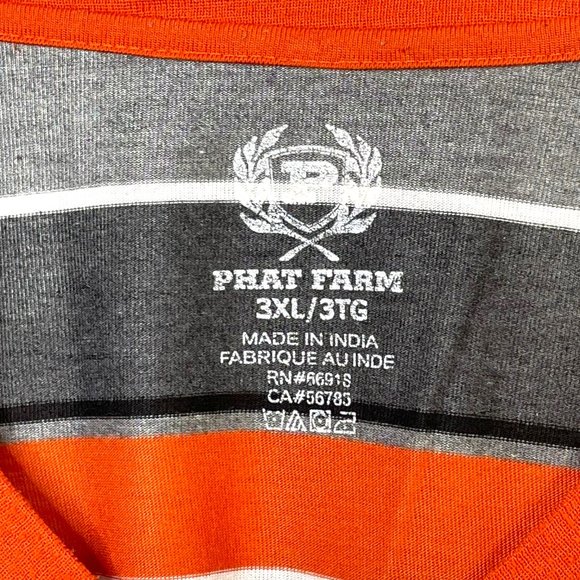 P
PHAT FARM
3XL/3TG
MADE IN INDIA
FABRIQUE AU INDE
RN#66918
CA#56785